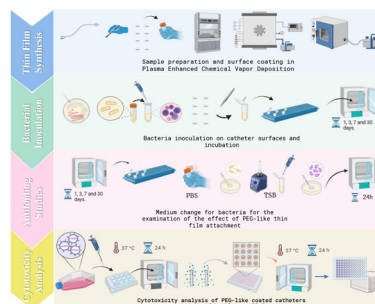 Thin Film
Synthesis
Sample preparation and surface coating in
Plasma Enhanced Chemical Vapor Deposition
Bacterial
Inoculation
1, 3, 7 and 30
days.
Bacteria inoculation on catheter surfaces and
incubation
Antifouling
Studies
1, 3, 7 and 30
days.
PBS
TSB
24h
Medium change for bacteria for the
examination of the effect of PEG-like thin
film attachment
Cytotoxicity
Analysis
37 °C
24 h
37 °C
24 h
Cytotoxicity analysis of PEG-like coated catheters